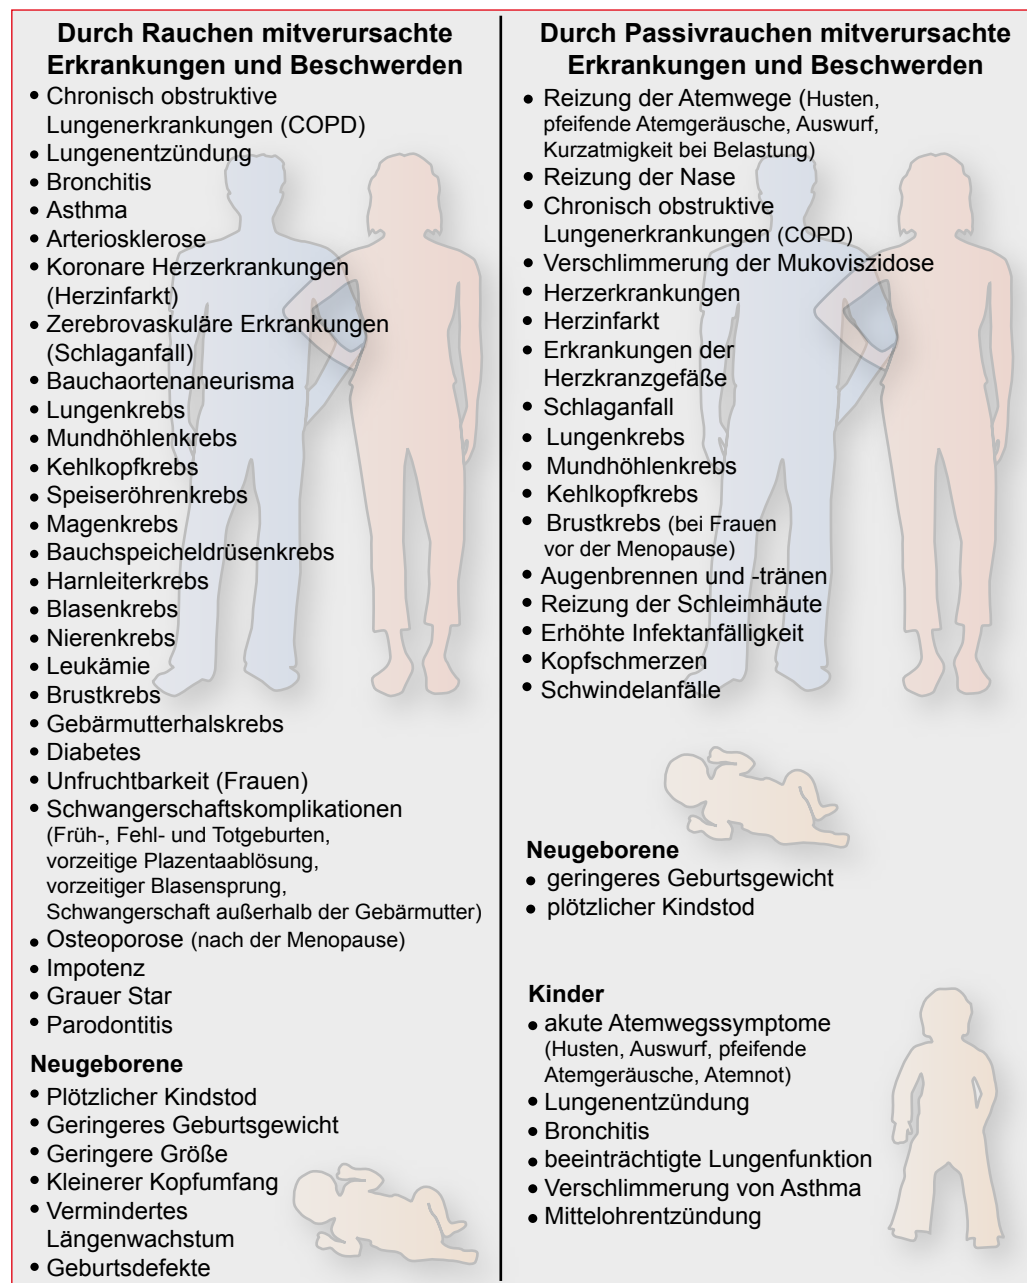 Durch Rauchen mitverursachte
Erkrankungen und Beschwerden
• Chronisch obstruktive
Lungenerkrankungen (COPD)
• Lungenentzündung
• Bronchitis
• Asthma
• Arteriosklerose
• Koronare Herzerkrankungen
(Herzinfarkt)
• Zerebrovaskuläre Erkrankungen
(Schlaganfall)
• Bauchaortenaneurisma
• Lungenkrebs
• Mundhöhlenkrebs
• Kehlkopfkrebs
• Speiseröhrenkrebs
• Magenkrebs
• Bauchspeicheldrüsenkrebs
• Harnleiterkrebs
• Blasenkrebs
• Nierenkrebs
• Leukämie
• Brustkrebs
• Gebärmutterhalskrebs
• Diabetes
• Unfruchtbarkeit (Frauen)
• Schwangerschaftskomplikationen
(Früh-, Fehl- und Totgeburten,
vorzeitige Plazentaablösung,
vorzeitiger Blasensprung,
Schwangerschaft außerhalb der Gebärmutter)
• Osteoporose (nach der Menopause)
• Impotenz
• Grauer Star
• Parodontitis
Neugeborene
• Plötzlicher Kindstod
• Geringeres Geburtsgewicht
• Geringere Größe
• Kleinerer Kopfumfang
• Vermindertes
Längenwachstum
• Geburtsdefekte
Durch Passivrauchen mitverursachte
Erkrankungen und Beschwerden
• Reizung der Atemwege (Husten,
pfeifende Atemgeräusche, Auswurf,
Kurzatmigkeit bei Belastung)
• Reizung der Nase
• Chronisch obstruktive
Lungenerkrankungen (COPD)
• Verschlimmerung der Mukoviszidose
• Herzerkrankungen
• Herzinfarkt
• Erkrankungen der
Herzkranzgefäße
• Schlaganfall
• Lungenkrebs
• Mundhöhlenkrebs
• Kehlkopfkrebs
• Brustkrebs (bei Frauen
vor der Menopause)
• Augenbrennen und -tränen
• Reizung der Schleimhäute
• Erhöhte Infektanfälligkeit
• Kopfschmerzen
• Schwindelanfälle
Neugeborene
• geringeres Geburtsgewicht
• plötzlicher Kindstod
Kinder
• akute Atemwegssymptome
(Husten, Auswurf, pfeifende
Atemgeräusche, Atemnot)
• Lungenentzündung
• Bronchitis
• beeinträchtigte Lungenfunktion
• Verschlimmerung von Asthma
• Mittelohrentzündung